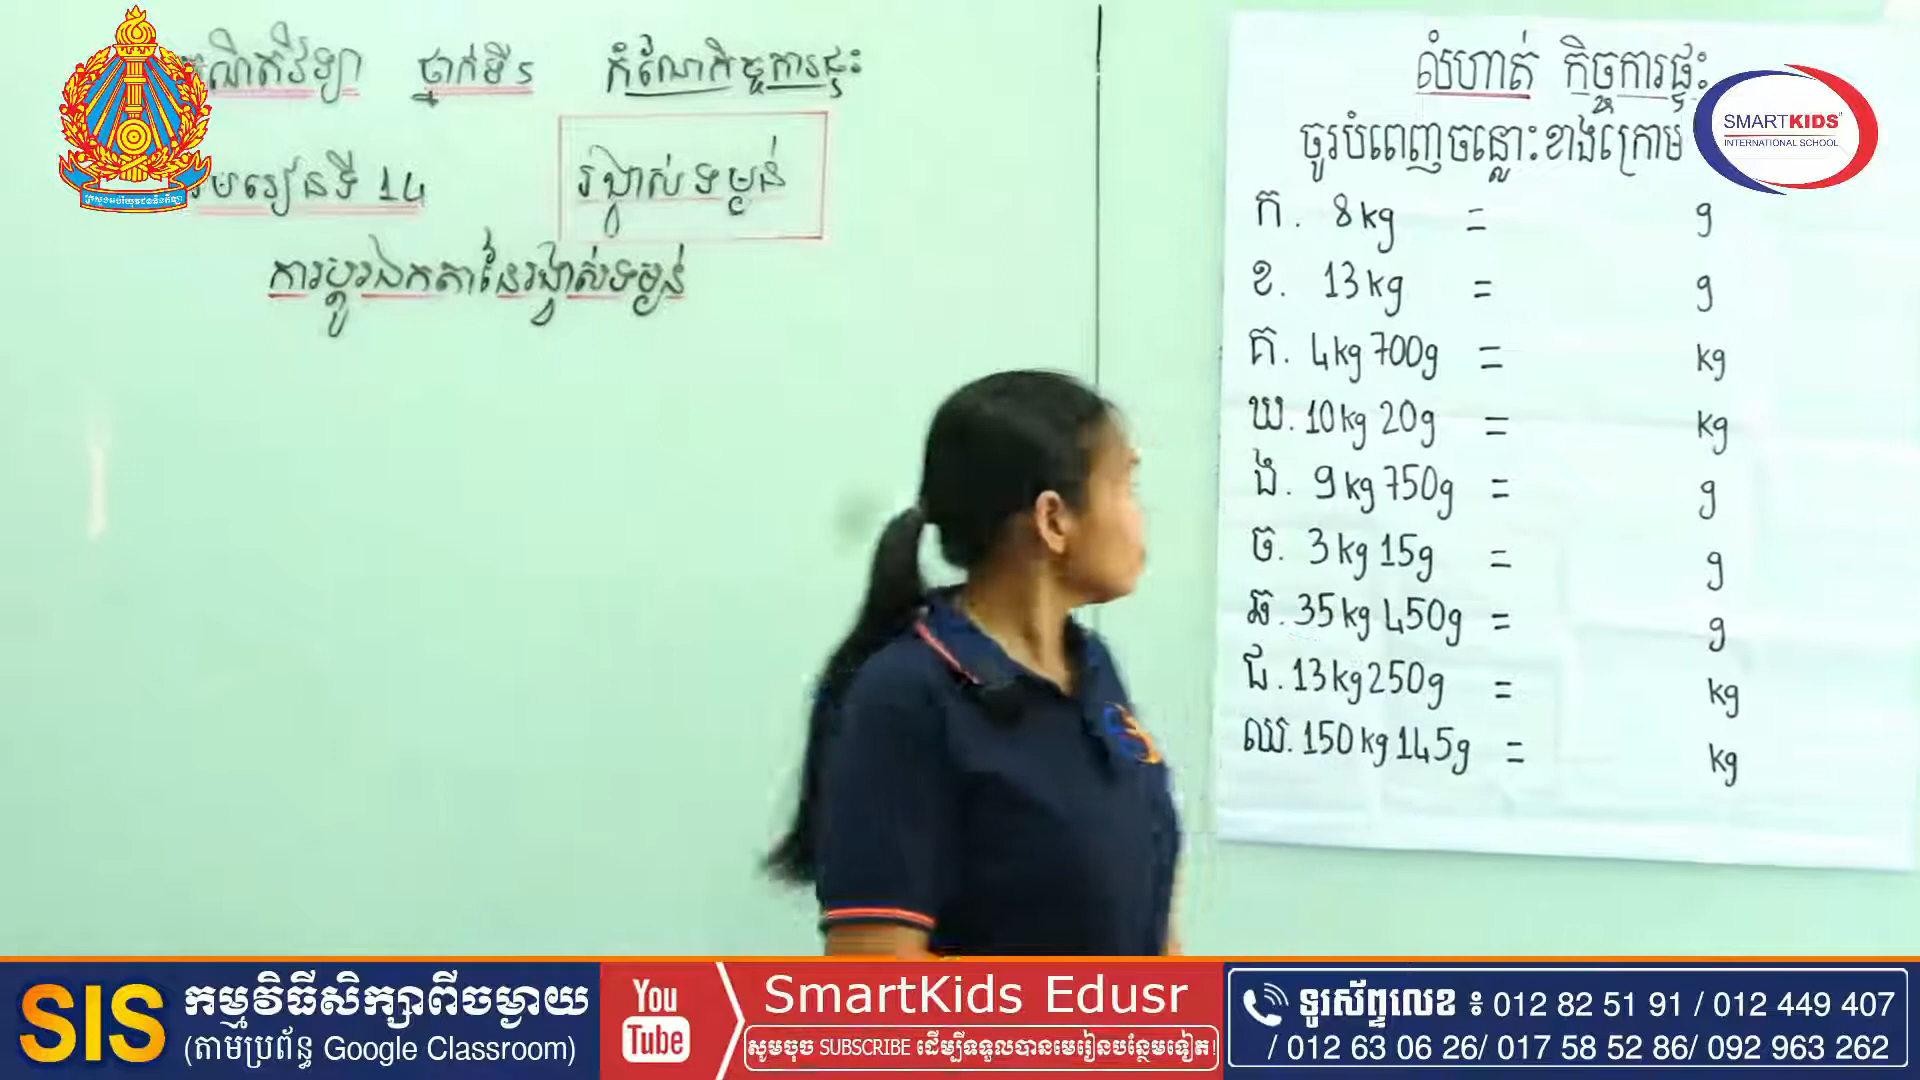 គណិតវិទ្យា ថ្នាក់ទី5 កំណែកិច្ចការផ្ទះ
មេរៀនទី 14
រង្វាស់ទម្ងន់
ការប្ដូរឯកតានៃរង្វាស់ទម្ងន់
លំហាត់ កិច្ចការផ្ទះ
ចូរបំពេញចន្លោះខាងក្រោម
ក. 8kg = g
ខ. 13kg = g
គ. 4kg 700g = kg
ឃ. 10kg 20g = kg
ង. 9kg 750g = g
ច. 3kg 15g = g
ឆ. 35kg 450g = g
ជ. 13kg 250g = kg
ឈ. 150kg 145g = kg
SMARTKIDS
INTERNATIONAL SCHOOL
SIS កម្មវិធីសិក្សាពីចម្ងាយ
(តាមប្រព័ន្ធ Google Classroom)
You Tube
SmartKids Edusr
សូមចុច SUBSCRIBE ដើម្បីទទួលបានមេរៀនបន្ថែមទៀត!
ទូរស័ព្ទលេខ ៖ 012 82 51 91 / 012 449 407
/ 012 63 06 26/ 017 58 52 86/ 092 963 262